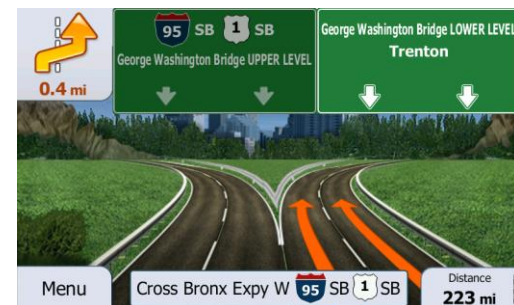 95 SB 1 SB
George Washington Bridge UPPER LEVEL
George Washington Bridge LOWER LEVEL
Trenton
0.4 mi
Menu
Cross Bronx Expy W 95 SB 1 SB
Distance
223 mi